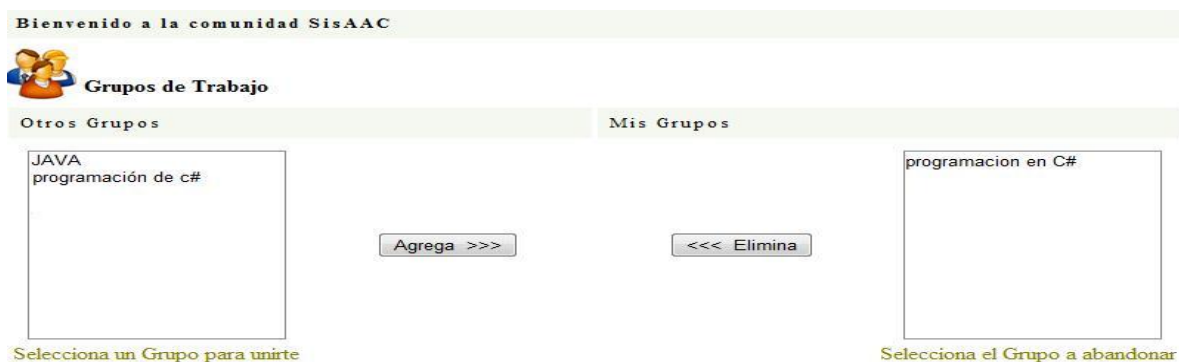 Bienvenido a la comunidad SisAAC
Grupos de Trabajo
Otros Grupos
Mis Grupos
JAVA
programación de c#
programacion en C#
Agrega >>>
<<< Elimina
Selecciona un Grupo para unirte
Selecciona el Grupo a abandonar